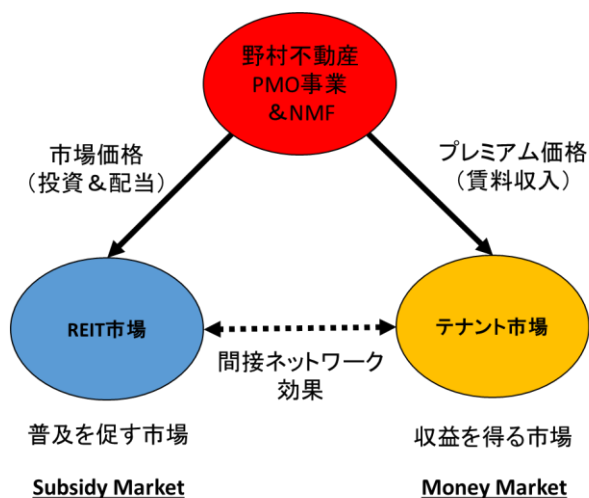 野村不動産
PMO事業
＆NMF
市場価格
（投資＆配当）
プレミアム価格
（賃料収入）
REIT市場
テナント市場
間接ネットワーク
効果
普及を促す市場
収益を得る市場
Subsidy Market
Money Market